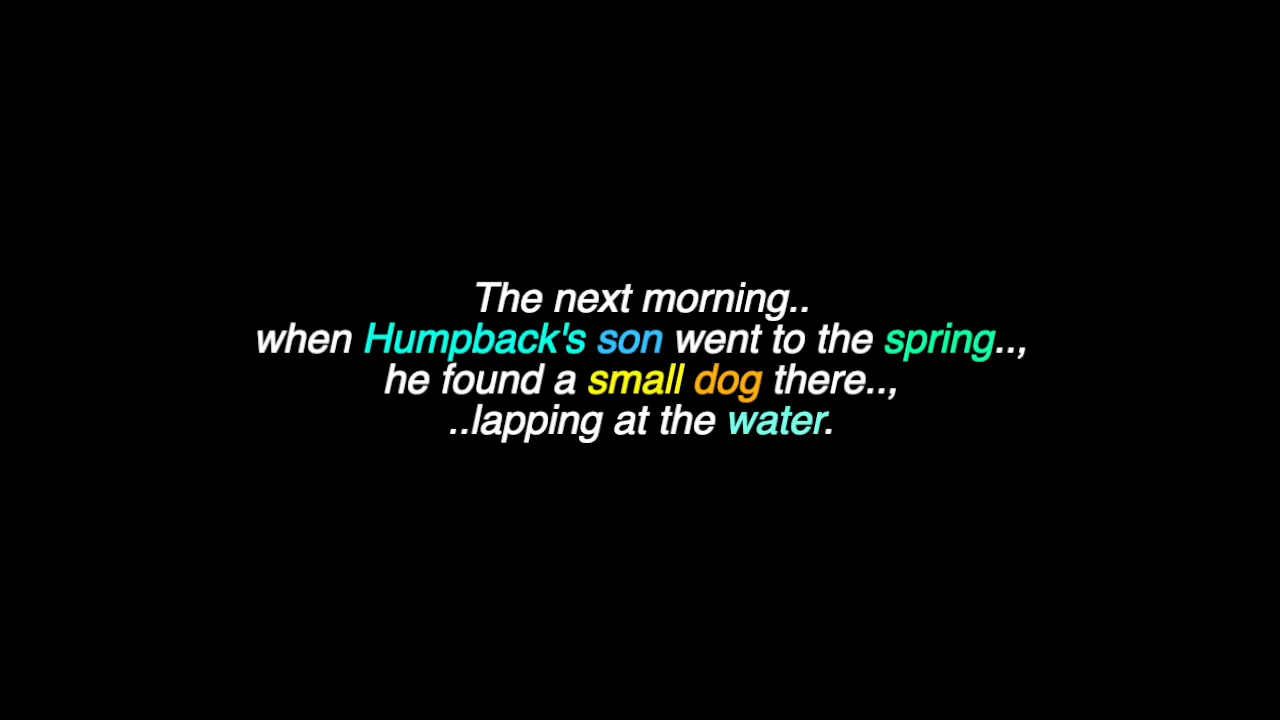 The next morning..
when Humpback's son went to the spring..,
he found a small dog there..,
..lapping at the water.